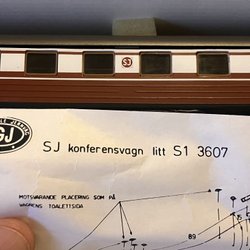 SJ
SJ konferensvagn litt S1 3607
MOTSVARANDE PLACERING SOM PÅ
VAGNENS TOALETTSIDA
89